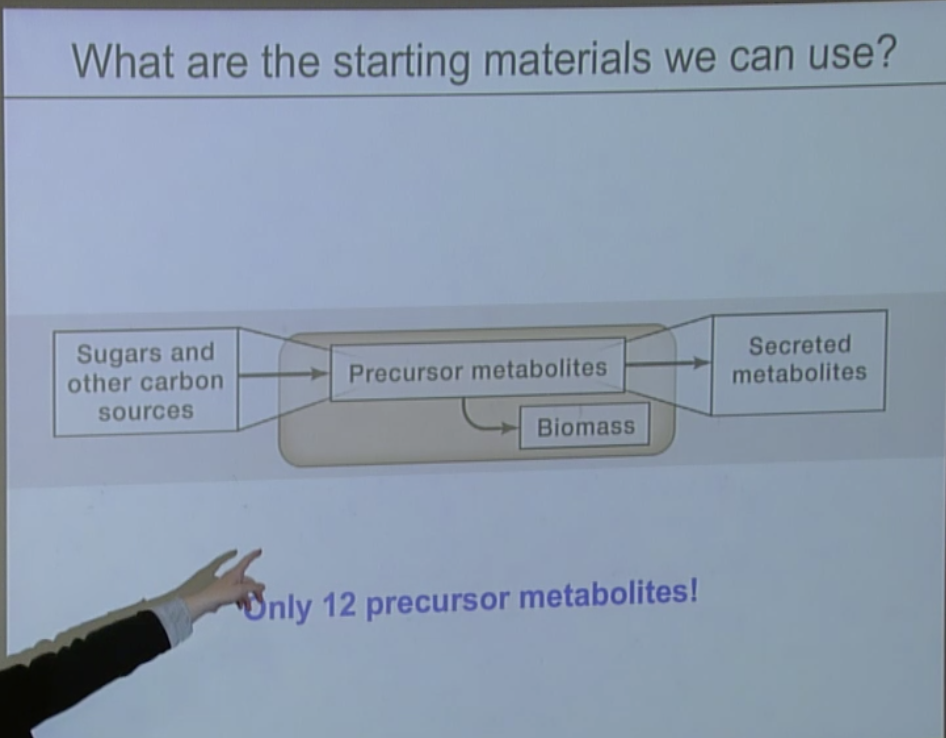 What are the starting materials we can use?
Sugars and
other carbon
sources
Precursor metabolites
Biomass
Secreted
metabolites
Only 12 precursor metabolites!